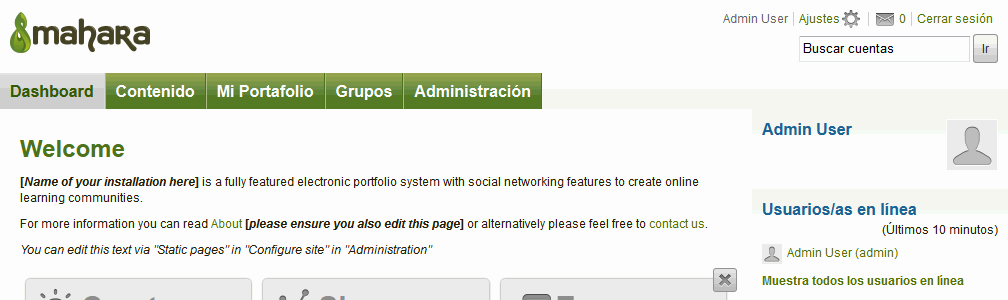 mahara
Admin User | Ajustes | 0 | Cerrar sesión
Buscar cuentas Ir
Dashboard Contenido Mi Portafolio Grupos Administración
Welcome
[Name of your installation here] is a fully featured electronic portfolio system with social networking features to create online
learning communities.
For more information you can read About [please ensure you also edit this page] or alternatively please feel free to contact us.
You can edit this text via "Static pages" in "Configure site" in "Administration"
Admin User
Usuarios/as en línea
(Últimos 10 minutos)
Admin User (admin)
Muestra todos los usuarios en línea